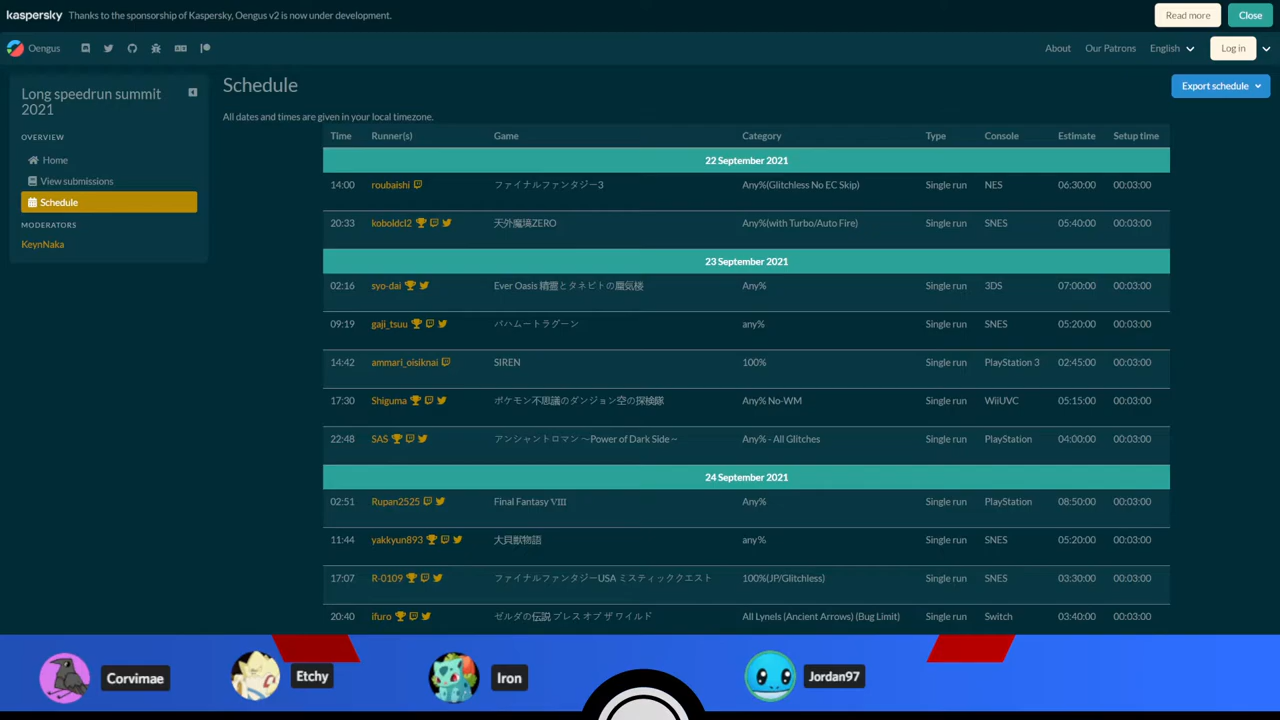 kaspersky Thanks to the sponsorship of Kaspersky, Oengus v2 is now under development. Read more Close
Oengus About Our Patrons English Log in
Long speedrun summit 2021
OVERVIEW
Home
View submissions
Schedule
MODERATORS
KeynNaka
Schedule
Export schedule
All dates and times are given in your local timezone.
Time Runner(s) Game Category Type Console Estimate Setup time
22 September 2021
14:00 roubaishi ファイナルファンタジー3 Any%(Glitchless No EC Skip) Single run NES 06:30:00 00:03:00
20:33 koboldcl2 天外魔境ZERO Any%(with Turbo/Auto Fire) Single run SNES 05:40:00 00:03:00
23 September 2021
02:16 syo-dai Ever Oasis 精霊とタネビトの蜃気楼 Any% Single run 3DS 07:00:00 00:03:00
09:19 gaji_tsuu バハムートラグーン any% Single run SNES 05:20:00 00:03:00
14:42 ammari_oisiknai SIREN 100% Single run PlayStation 3 02:45:00 00:03:00
17:30 Shiguma ポケモン不思議のダンジョン空の探検隊 Any% No-WM Single run WiiUVC 05:15:00 00:03:00
22:48 SAS アンシャントロマン ～Power of Dark Side～ Any% - All Glitches Single run PlayStation 04:00:00 00:03:00
24 September 2021
02:51 Rupan2525 Final Fantasy Ⅷ Any% Single run PlayStation 08:50:00 00:03:00
11:44 yakkyun893 大貝獣物語 any% Single run SNES 05:20:00 00:03:00
17:07 R-0109 ファイナルファンタジーUSA ミスティッククエスト 100%(JP/Glitchless) Single run SNES 03:30:00 00:03:00
20:40 ifuro ゼルダの伝説 ブレス オブ ザ ワイルド All Lynels (Ancient Arrows) (Bug Limit) Single run Switch 03:40:00 00:03:00
Corvimae Etchy Iron Jordan97